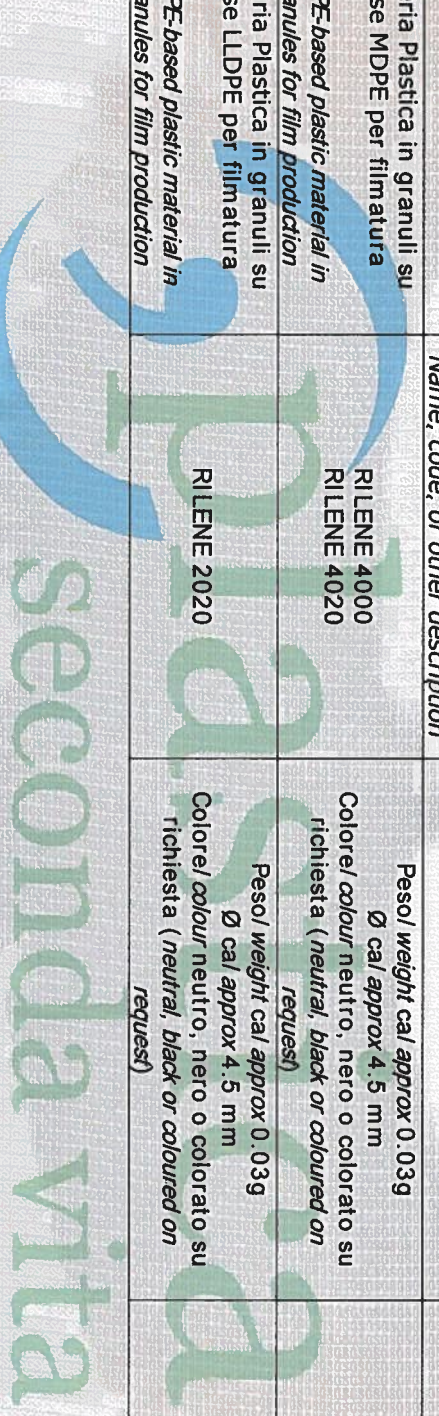 Name, code, or other description
ria Plastica in granuli su
se MDPE per filmatura
PE-based plastic material in
anules for film production
RILENE 4000
RILENE 4020
Peso/ weight ca/ approx 0.03g
Ø ca/ approx 4.5 mm
Colore/ colour neutro, nero o colorato su
richiesta ( neutral, black or coloured on
request)
ria Plastica in granuli su
se LLDPE per filmatura
PE-based plastic material in
anules for film production
RILENE 2020
Peso/ weight ca/ approx 0.03g
Ø ca/ approx 4.5 mm
Colore/ colour neutro, nero o colorato su
richiesta ( neutral, black or coloured on
request)
plastica
seconda vita